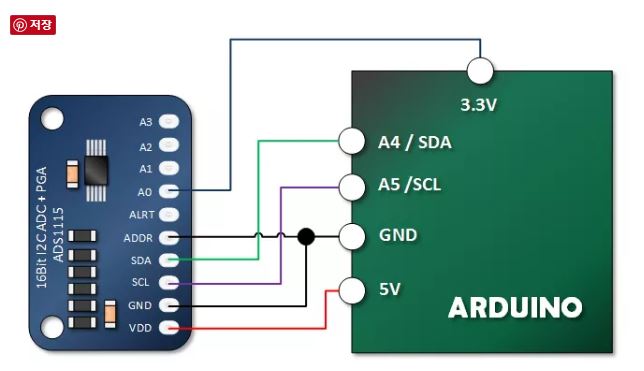 저장
3.3V
A3
A2
A1
A0
ALRT
ADDR
SDA
SCL
GND
VDD
16Bit I2C ADC + PGA
ADS1115
A4 / SDA
A5 /SCL
GND
5V
ARDUINO